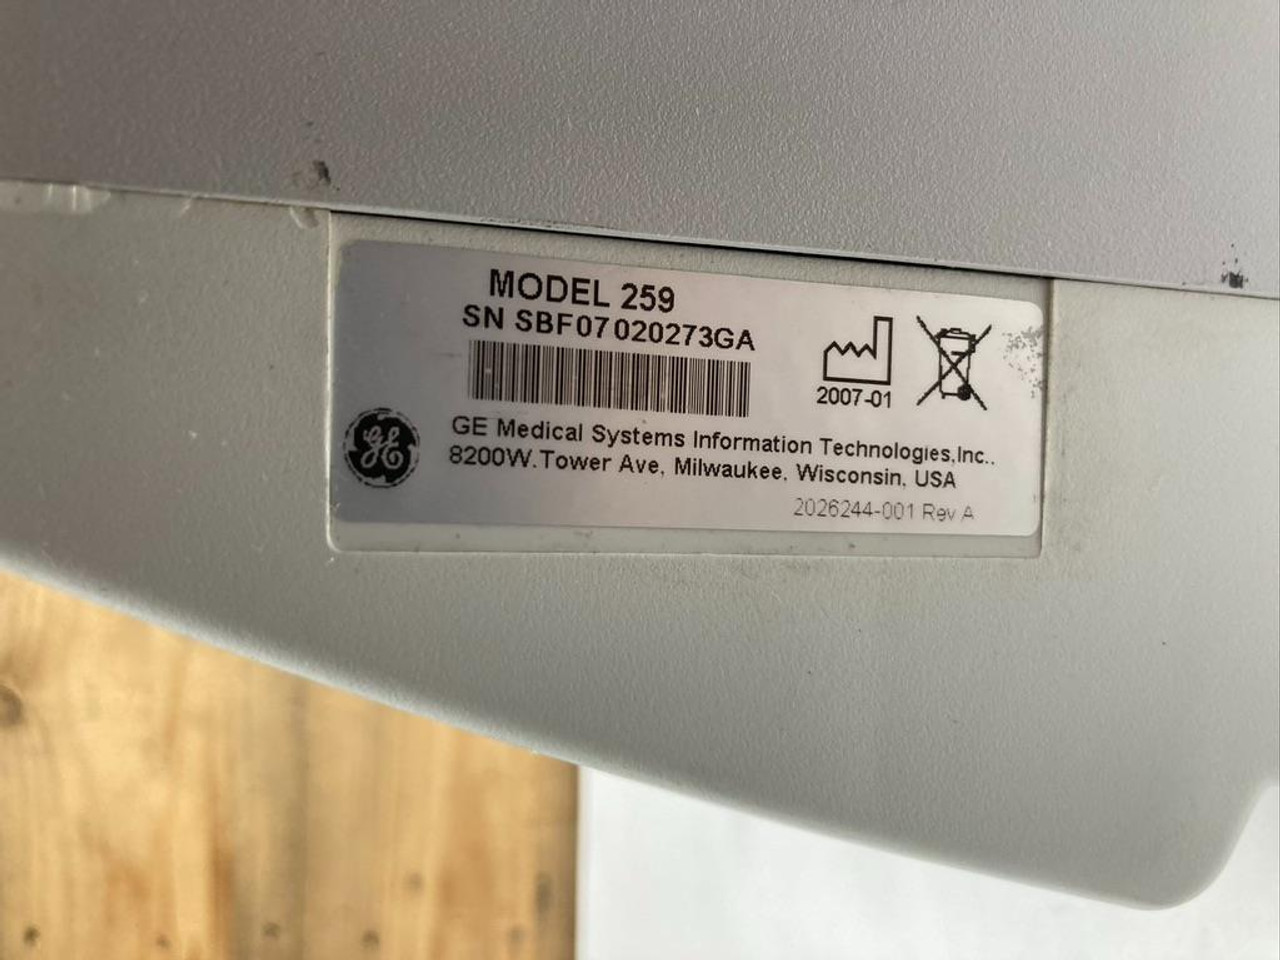 MODEL 259
SN SBF07020273GA
2007-01
GE
GE Medical Systems Information Technologies,Inc..
8200W.Tower Ave, Milwaukee, Wisconsin, USA
2026244-001 Rev A